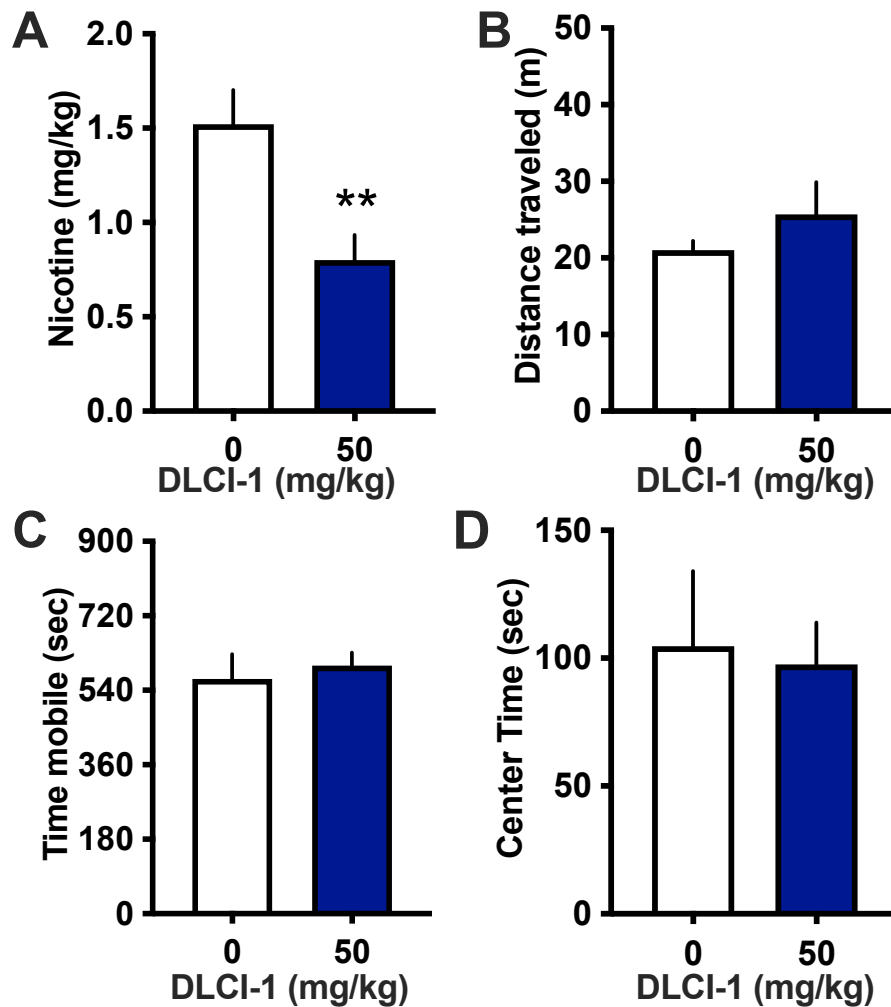 A
Nicotine (mg/kg)
2.0
1.5
1.0
0.5
0.0
**
0 50
DLCI-1 (mg/kg)
B
Distance traveled (m)
50
40
30
20
10
0
0 50
DLCI-1 (mg/kg)
C
Time mobile (sec)
900
720
540
360
180
0
0 50
DLCI-1 (mg/kg)
D
Center Time (sec)
150
100
50
0
0 50
DLCI-1 (mg/kg)